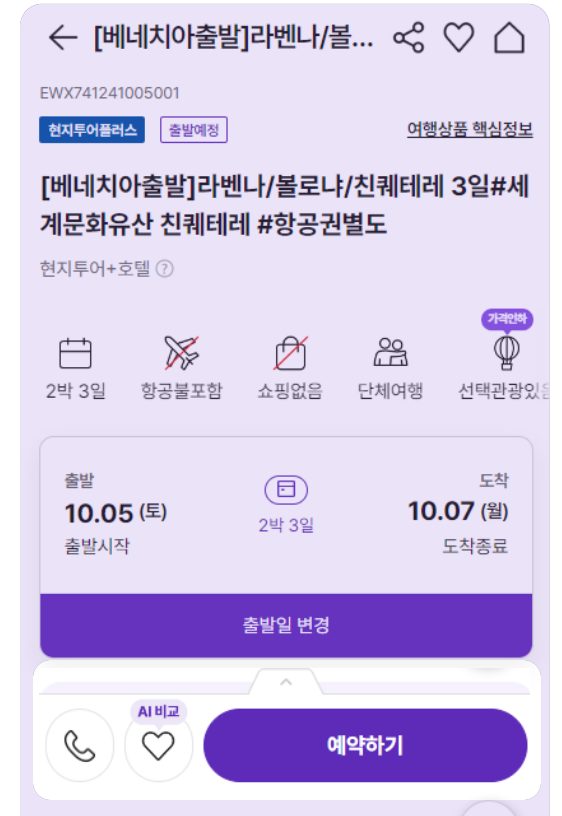 [베네치아출발]라벤나/볼...
EWX741241005001
현지투어플러스 출발예정 여행상품 핵심정보
[베네치아출발]라벤나/볼로냐/친퀘테레 3일#세
계문화유산 친퀘테레 #항공권별도
현지투어+호텔 ?
가격인하
2박 3일 항공불포함 쇼핑없음 단체여행 선택관광있음
출발 도착
10.05 (토) 2박 3일 10.07 (월)
출발시작 도착종료
출발일 변경
AI 비교
예약하기